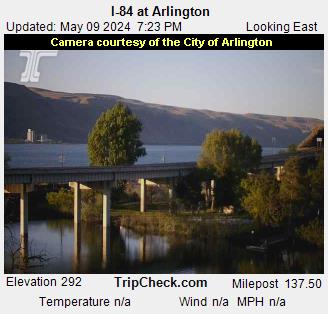 I-84 at Arlington
Updated: May 09 2024 7:23 PM Looking East
Camera courtesy of the City of Arlington
Elevation 292 TripCheck.com Milepost 137.50
Temperature n/a Wind n/a MPH n/a